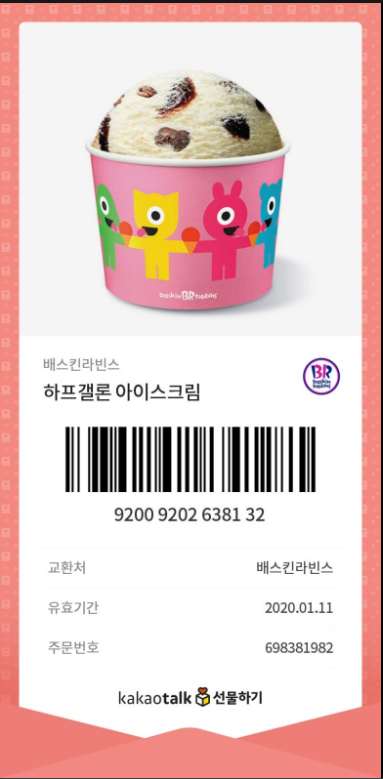 baskin BR robbins
배스킨라빈스
하프갤론 아이스크림
BR
baskin
robbins
9200 9202 6381 32
교환처 배스킨라빈스
유효기간 2020.01.11
주문번호 698381982
kakaotalk 선물하기